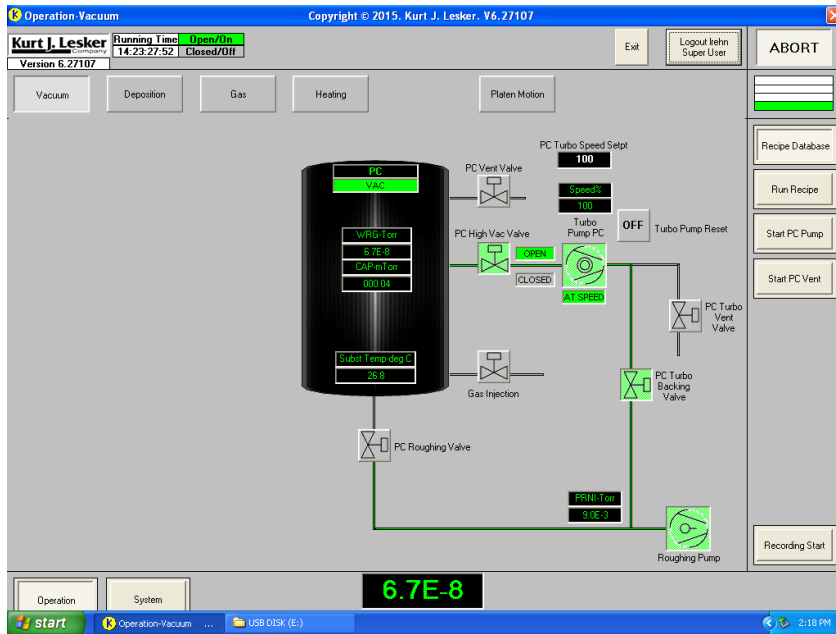 Operation-Vacuum Copyright © 2015. Kurt J. Lesker. V6.27107
Kurt J. Lesker
Company
Version 6.27107
Running Time Open/On
14:23:27:52 Closed/Off
Exit
Logout lrehn
Super User
ABORT
Vacuum Deposition Gas Heating Platen Motion
Recipe Database
Run Recipe
Start PC Pump
Start PC Vent
Recording Start
PC Turbo Speed Setpt
100
PC
VAC
PC Vent Valve
Speed%
100
Turbo
Pump PC
OFF
Turbo Pump Reset
WRG-Torr
6.7E-8
CAP-mTorr
000.04
PC High Vac Valve
OPEN
CLOSED
AT SPEED
PC Turbo
Vent
Valve
Subst Temp-deg C
26.8
Gas Injection
PC Turbo
Backing
Valve
PC Roughing Valve
PRNI-Torr
9.0E-3
Roughing Pump
Operation System
6.7E-8
start Operation-Vacuum ... USB DISK (E:) 2:18 PM